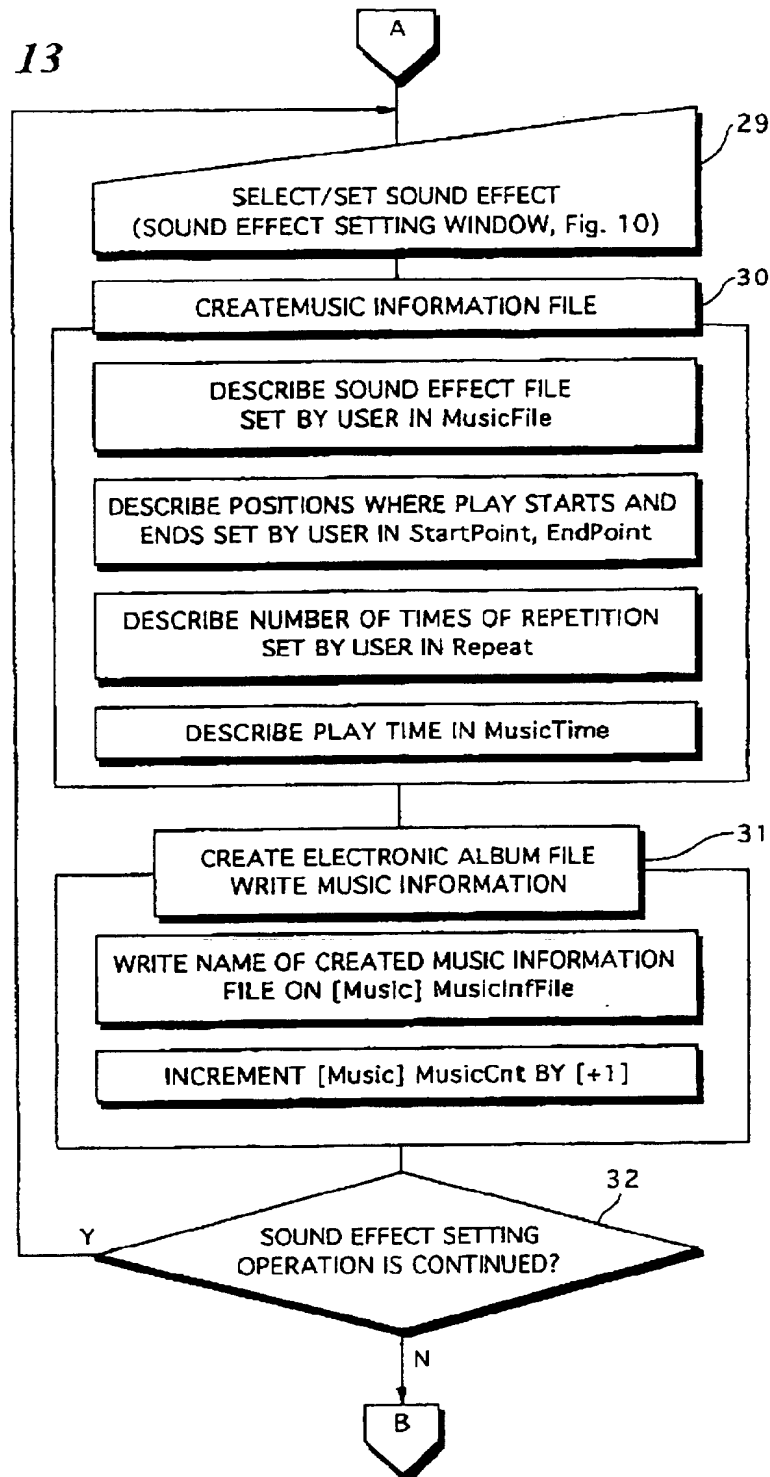 A
13
29
SELECT/SET SOUND EFFECT
(SOUND EFFECT SETTING WINDOW, Fig. 10)
30
CREATEMUSIC INFORMATION FILE
DESCRIBE SOUND EFFECT FILE
SET BY USER IN MusicFile
DESCRIBE POSITIONS WHERE PLAY STARTS AND
ENDS SET BY USER IN StartPoint, EndPoint
DESCRIBE NUMBER OF TIMES OF REPETITION
SET BY USER IN Repeat
DESCRIBE PLAY TIME IN MusicTime
31
CREATE ELECTRONIC ALBUM FILE
WRITE MUSIC INFORMATION
WRITE NAME OF CREATED MUSIC INFORMATION
FILE ON [Music] MusicInfFile
INCREMENT [Music] MusicCnt BY [+1]
32
Y
SOUND EFFECT SETTING
OPERATION IS CONTINUED?
N
B